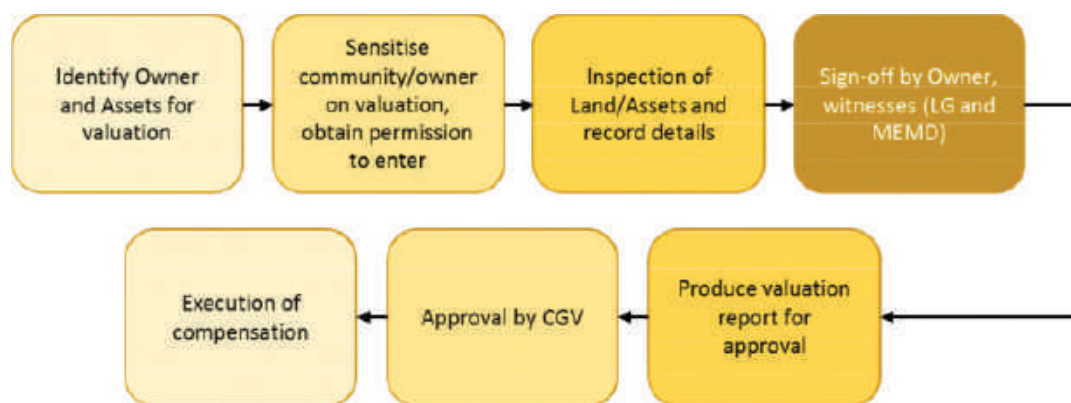 Identify Owner
and Assets for
valuation
Sensitise
community/owner
on valuation,
obtain permission
to enter
Inspection of
Land/Assets and
record details
Sign-off by Owner,
witnesses (LG and
MEMD)
Produce valuation
report for
approval
Approval by CGV
Execution of
compensation